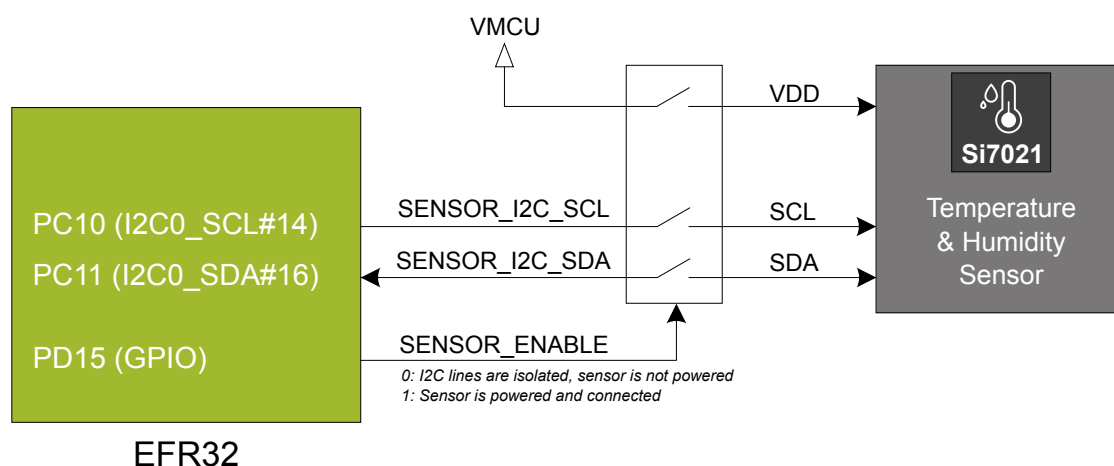 VMCU
VDD
Si7021
PC10 (I2C0_SCL#14)
SENSOR_I2C_SCL
SCL
Temperature
& Humidity
Sensor
PC11 (I2C0_SDA#16)
SENSOR_I2C_SDA
SDA
PD15 (GPIO)
SENSOR_ENABLE
0: I2C lines are isolated, sensor is not powered
1: Sensor is powered and connected
EFR32